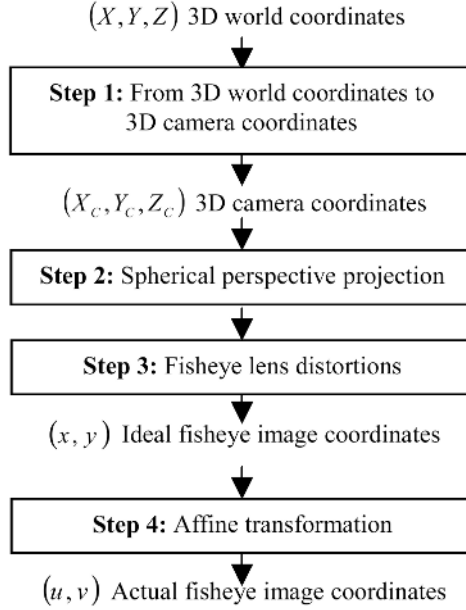 (X, Y, Z) 3D world coordinates
Step 1: From 3D world coordinates to
3D camera coordinates
(X_C, Y_C, Z_C) 3D camera coordinates
Step 2: Spherical perspective projection
Step 3: Fisheye lens distortions
(x, y) Ideal fisheye image coordinates
Step 4: Affine transformation
(u, v) Actual fisheye image coordinates